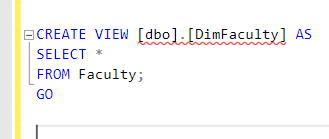 CREATE VIEW [dbo].[DimFaculty] AS
SELECT *
FROM Faculty;
GO